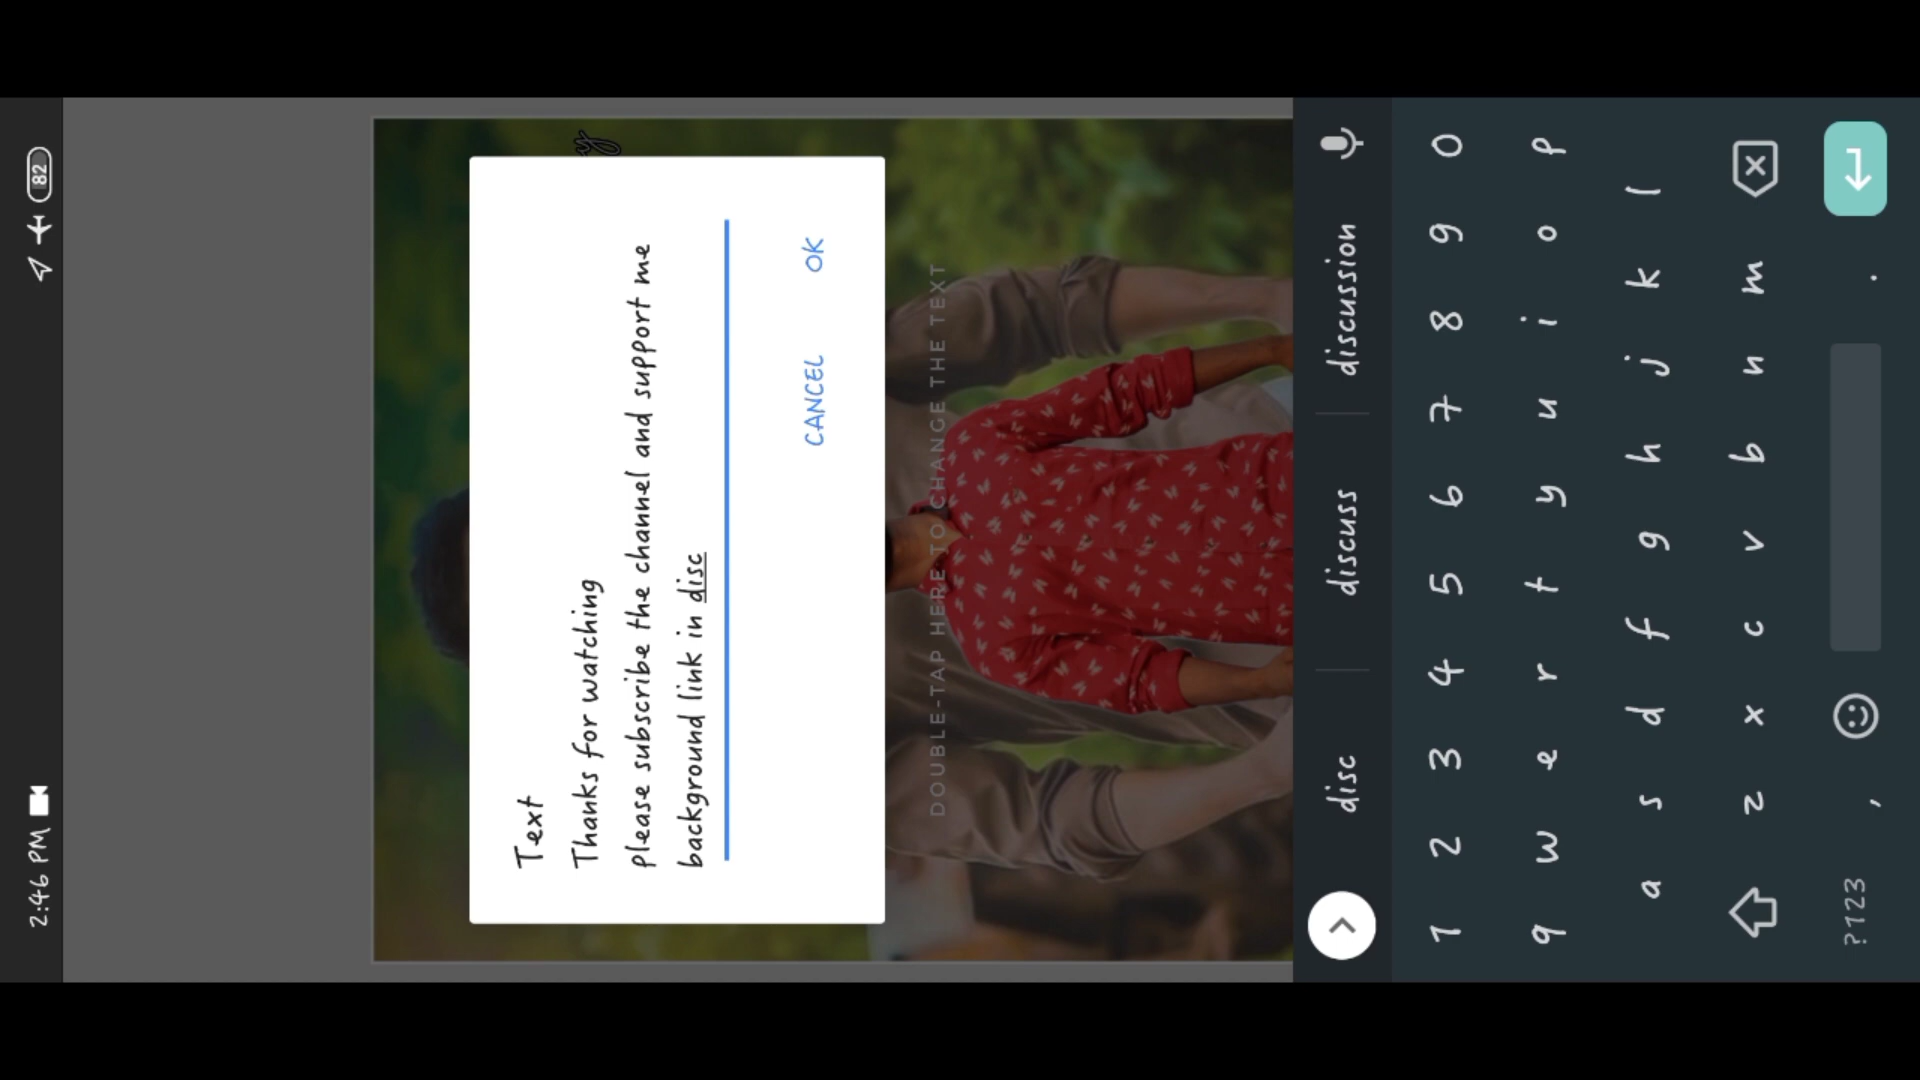 2:46 PM
82
y
Text
Thanks for watching
please subscribe the channel and support me
background link in disc
CANCEL OK
DOUBLE-TAP HERE TO CHANGE THE TEXT
disc discuss discussion
1 2 3 4 5 6 7 8 9 0
q w e r t y u i o p
a s d f g h j k l
z x c v b n m
?123 , .